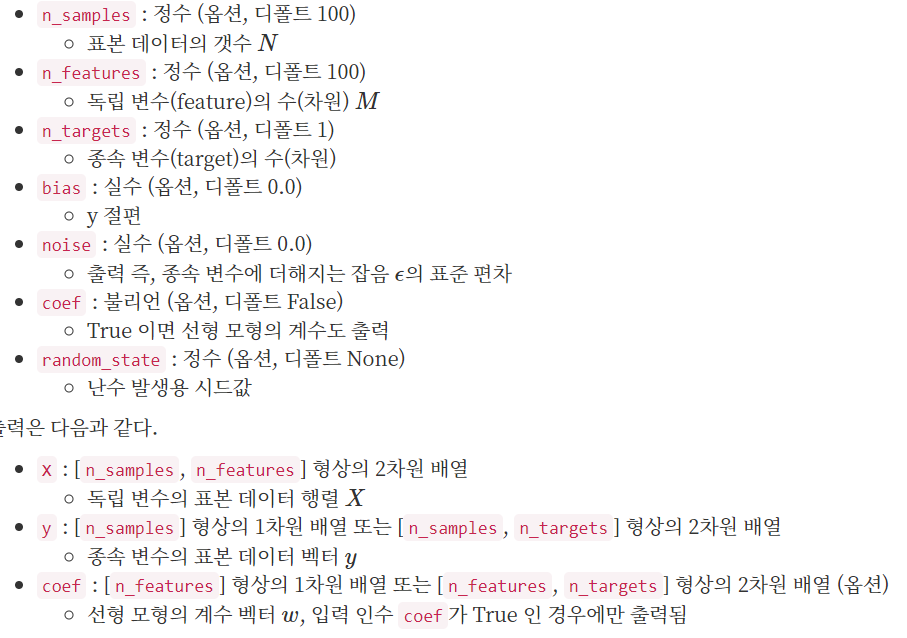 n_samples : 정수 (옵션, 디폴트 100)
표본 데이터의 갯수 N
n_features : 정수 (옵션, 디폴트 100)
독립 변수(feature)의 수(차원) M
n_targets : 정수 (옵션, 디폴트 1)
종속 변수(target)의 수(차원)
bias : 실수 (옵션, 디폴트 0.0)
y 절편
noise : 실수 (옵션, 디폴트 0.0)
출력 즉, 종속 변수에 더해지는 잡음 ϵ의 표준 편차
coef : 불리언 (옵션, 디폴트 False)
True 이면 선형 모형의 계수도 출력
random_state : 정수 (옵션, 디폴트 None)
난수 발생용 시드값
출력은 다음과 같다.
X : [ n_samples , n_features ] 형상의 2차원 배열
독립 변수의 표본 데이터 행렬 X
y : [ n_samples ] 형상의 1차원 배열 또는 [ n_samples , n_targets ] 형상의 2차원 배열
종속 변수의 표본 데이터 벡터 y
coef : [ n_features ] 형상의 1차원 배열 또는 [ n_features , n_targets ] 형상의 2차원 배열 (옵션)
선형 모형의 계수 벡터 w, 입력 인수 coef 가 True 인 경우에만 출력됨